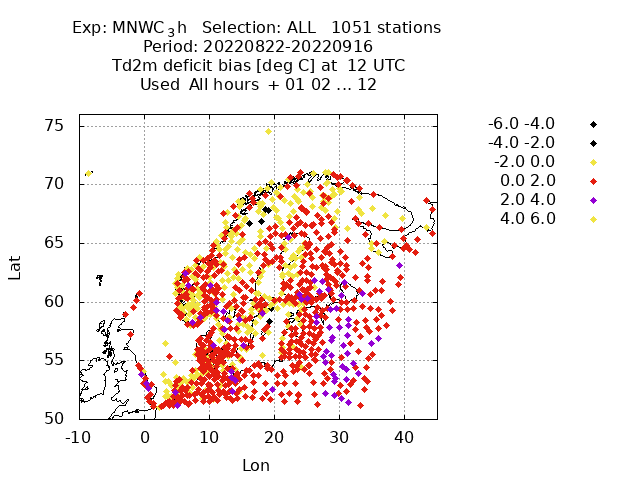 Exp: MNWC_3h   Selection: ALL   1051 stations
Period: 20220822-20220916
Td2m deficit bias [deg C] at  12 UTC
Used  All hours  + 01 02 ... 12
-6.0 -4.0
-4.0 -2.0
-2.0 0.0
0.0 2.0
2.0 4.0
4.0 6.0
75
70
65
60
55
50
Lat
-10 0 10 20 30 40
Lon